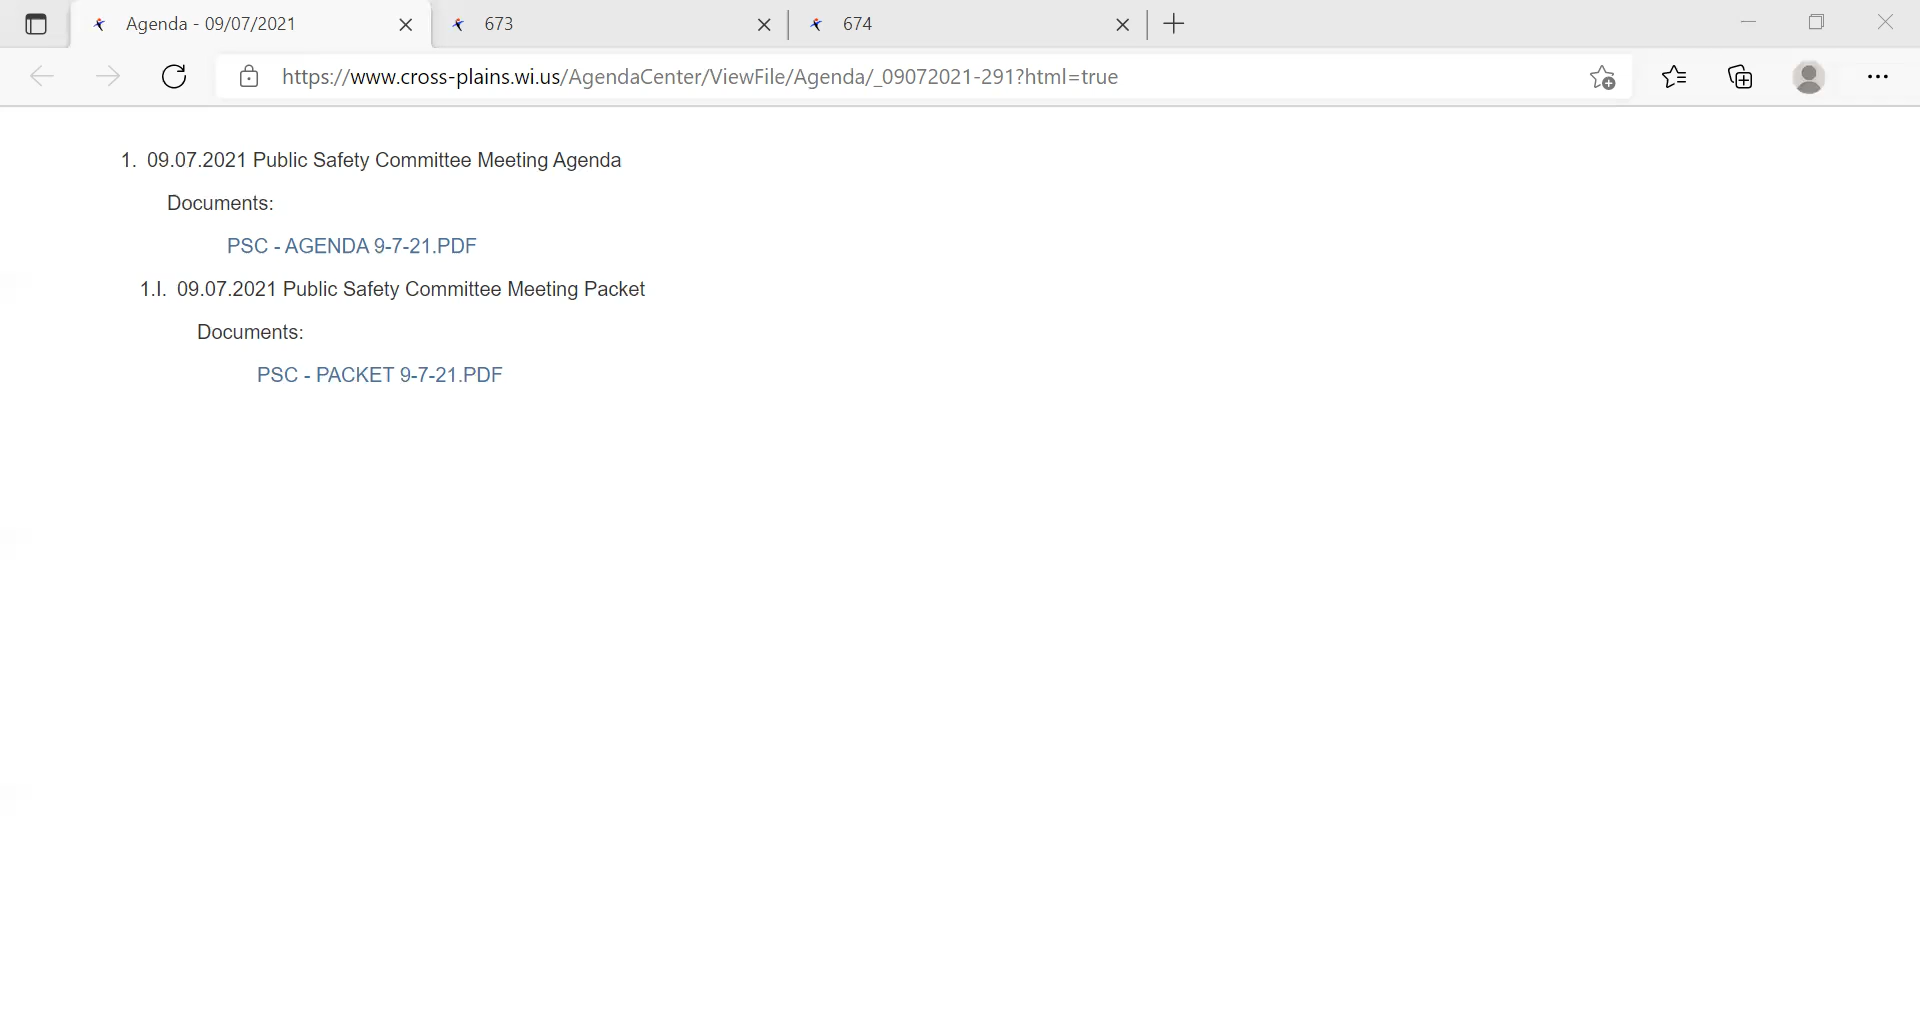 Agenda - 09/07/2021
673
674
https://www.cross-plains.wi.us/AgendaCenter/ViewFile/Agenda/_09072021-291?html=true
1. 09.07.2021 Public Safety Committee Meeting Agenda
Documents:
PSC - AGENDA 9-7-21.PDF
1.I. 09.07.2021 Public Safety Committee Meeting Packet
Documents:
PSC - PACKET 9-7-21.PDF